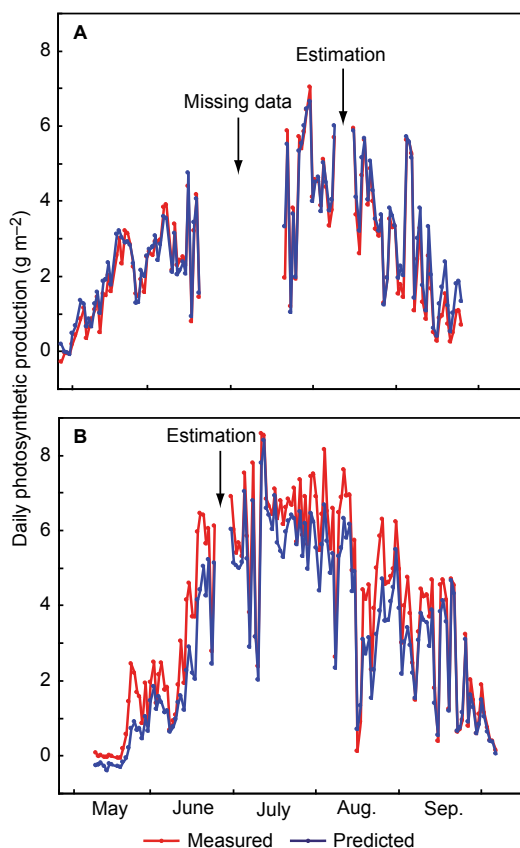 A
Estimation
Missing data
8
6
4
2
0
Daily photosynthetic production (g m⁻²)
B
Estimation
8
6
4
2
0
May June July Aug. Sep.
Measured Predicted